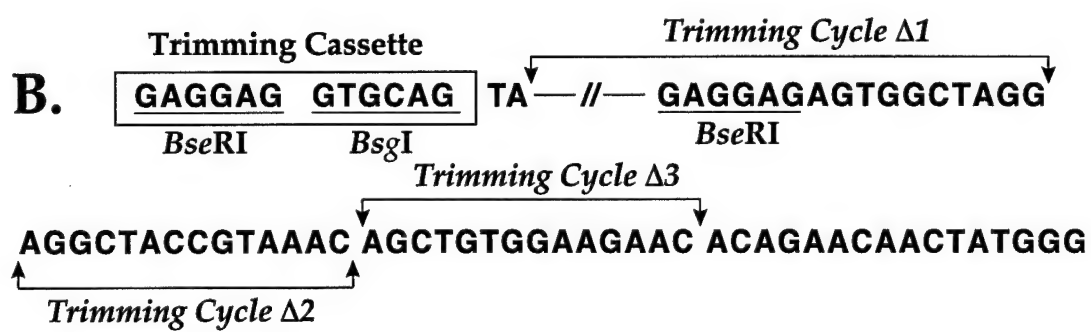 Trimming Cassette
Trimming Cycle Δ1
B. GAGGAG GTGCAG TA — // — GAGGAGAGTGGCTAGG
BseRI BsgI BseRI
Trimming Cycle Δ3
AGGCTACCGTAAAC AGCTGTGGAAGAAC ACAGAACAACTATGGG
Trimming Cycle Δ2